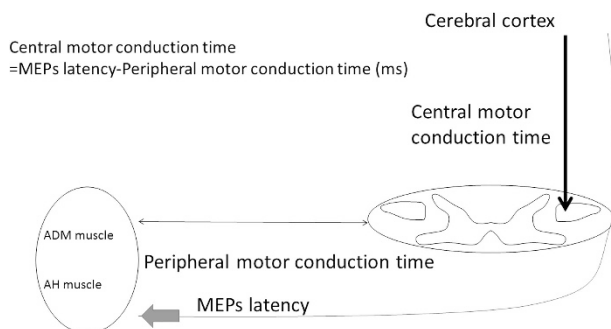 Cerebral cortex
Central motor conduction time
=MEPs latency-Peripheral motor conduction time (ms)
Central motor
conduction time
ADM muscle
Peripheral motor conduction time
AH muscle
MEPs latency